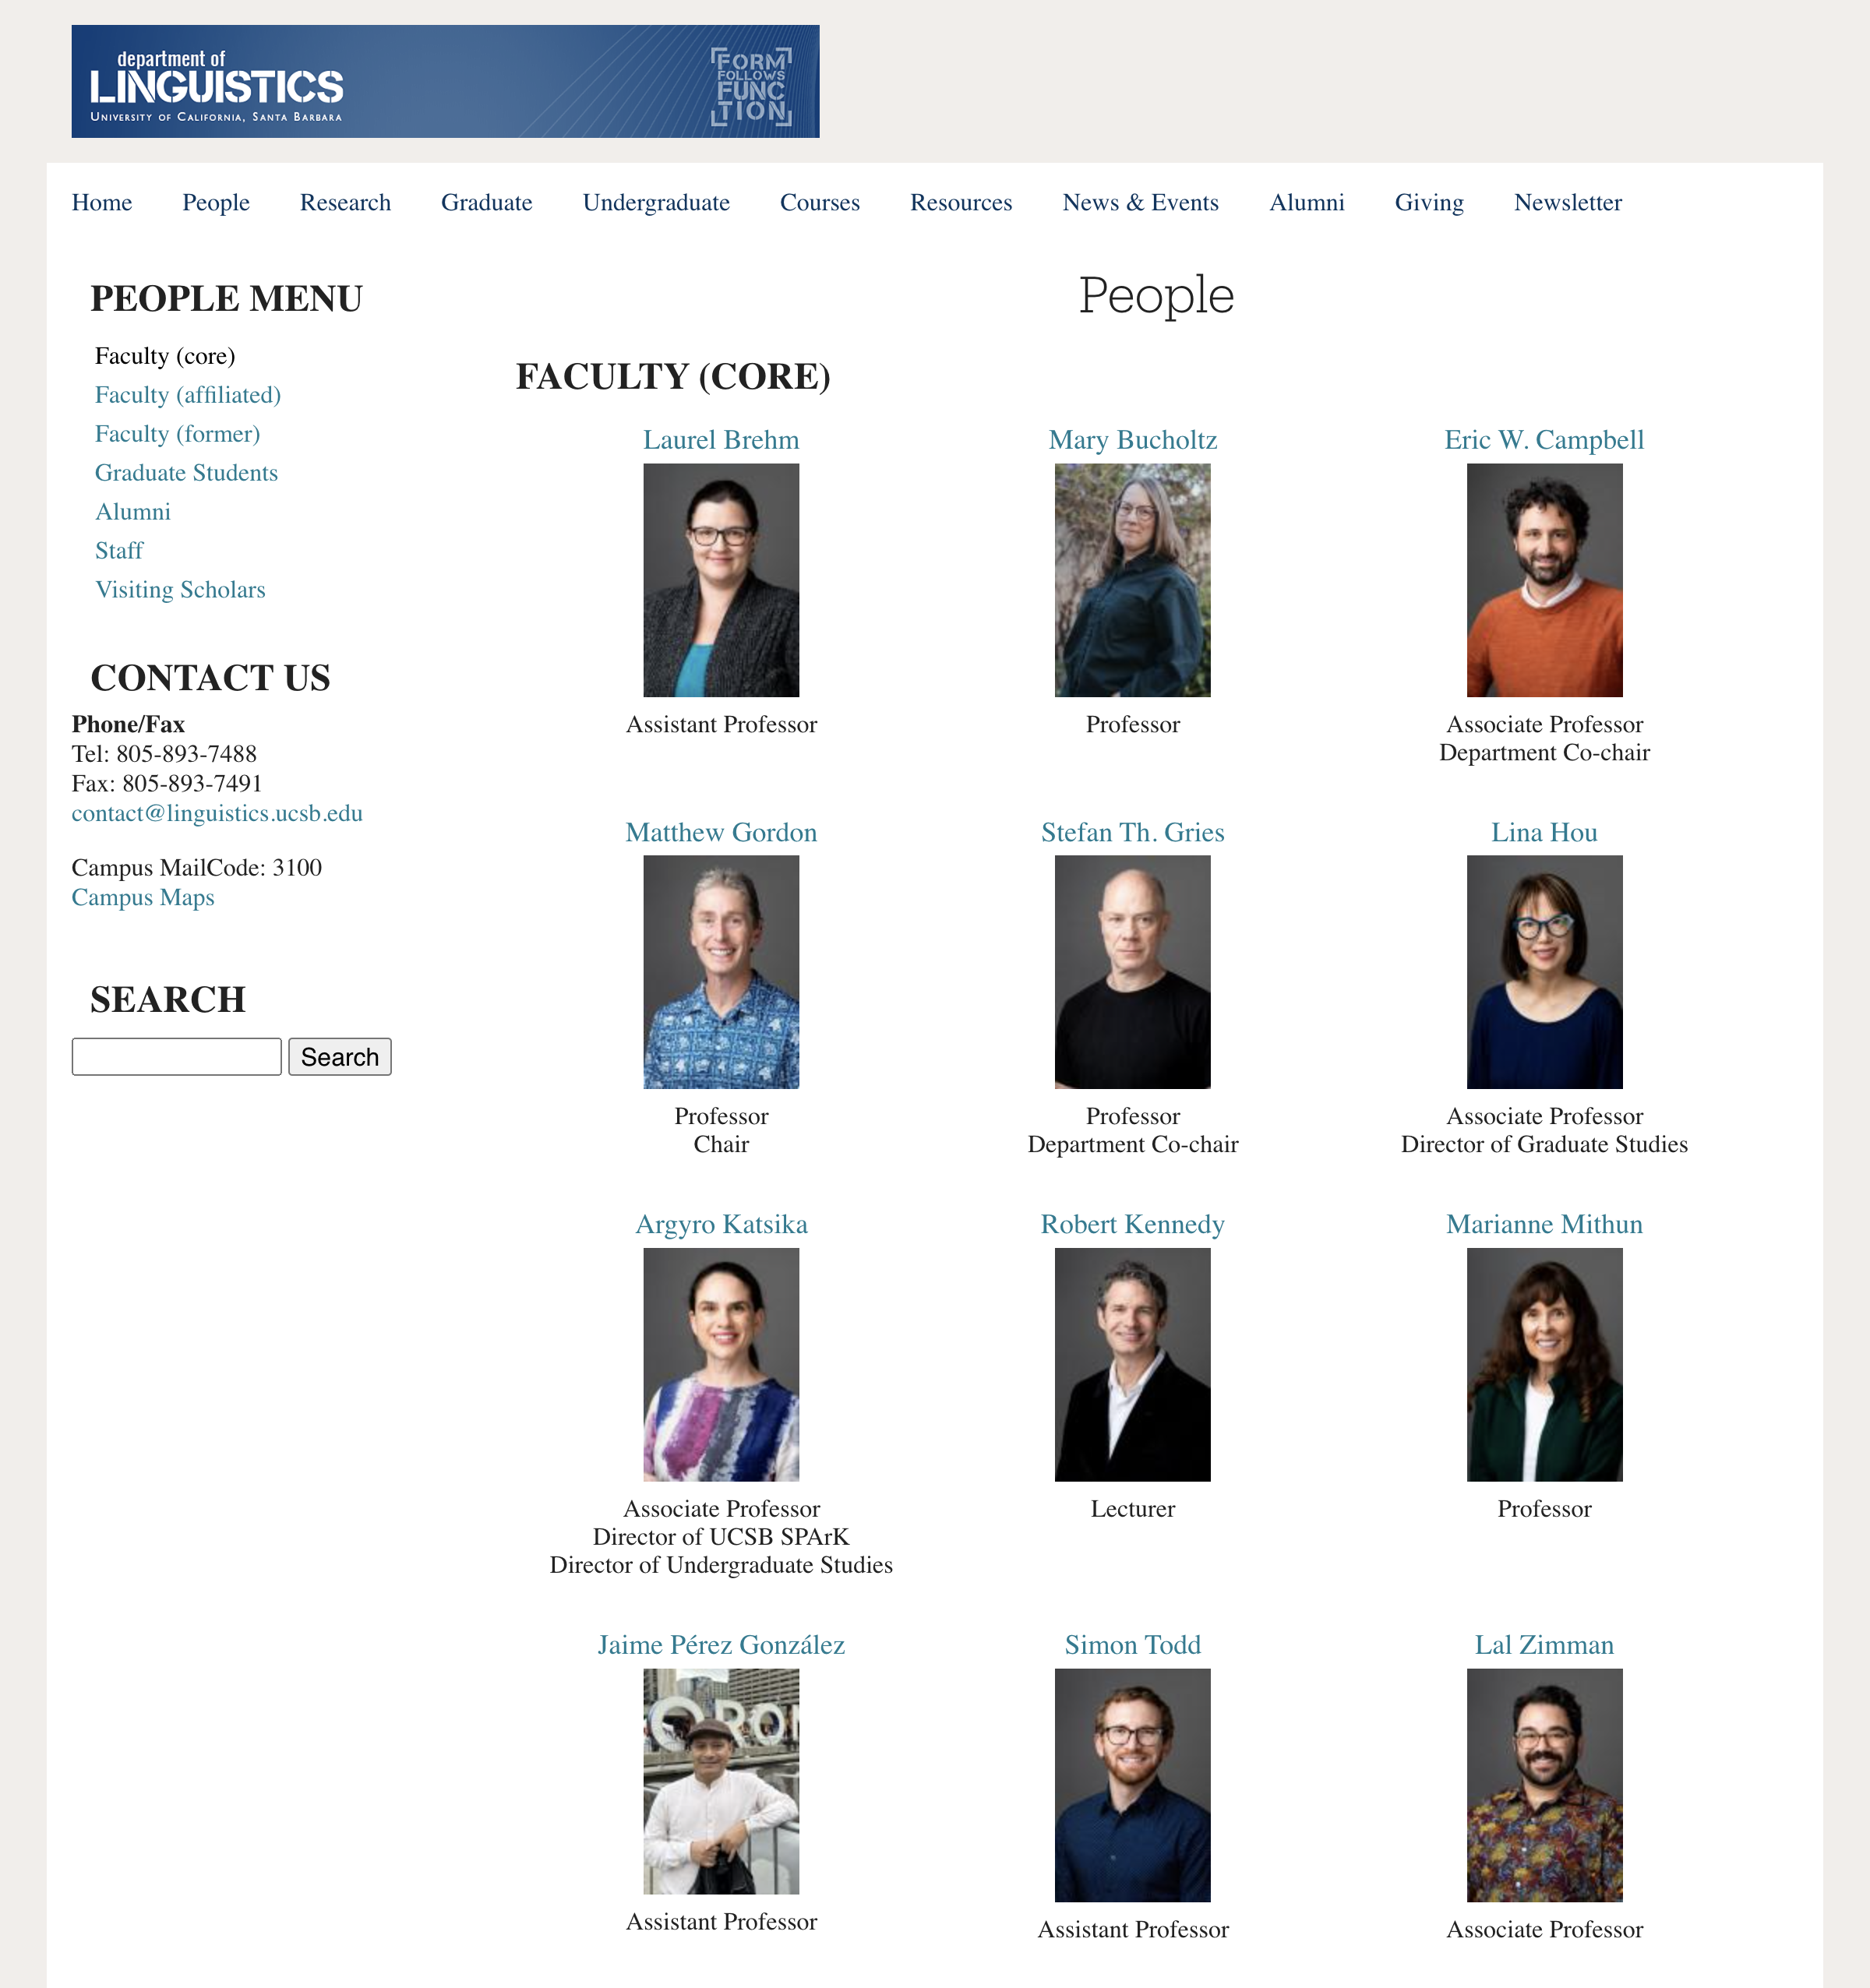 department of
LINGUISTICS
UNIVERSITY OF CALIFORNIA, SANTA BARBARA
FORM
FOLLOWS
FUNC
TION
Home People Research Graduate Undergraduate Courses Resources News & Events Alumni Giving Newsletter
PEOPLE MENU
Faculty (core)
Faculty (affiliated)
Faculty (former)
Graduate Students
Alumni
Staff
Visiting Scholars
CONTACT US
Phone/Fax
Tel: 805-893-7488
Fax: 805-893-7491
contact@linguistics.ucsb.edu
Campus MailCode: 3100
Campus Maps
SEARCH
Search
People
FACULTY (CORE)
Laurel Brehm
Assistant Professor
Mary Bucholtz
Professor
Eric W. Campbell
Associate Professor
Department Co-chair
Matthew Gordon
Professor
Chair
Stefan Th. Gries
Professor
Department Co-chair
Lina Hou
Associate Professor
Director of Graduate Studies
Argyro Katsika
Associate Professor
Director of UCSB SPArK
Director of Undergraduate Studies
Robert Kennedy
Lecturer
Marianne Mithun
Professor
Jaime Pérez González
ORON
Assistant Professor
Simon Todd
Assistant Professor
Lal Zimman
Associate Professor